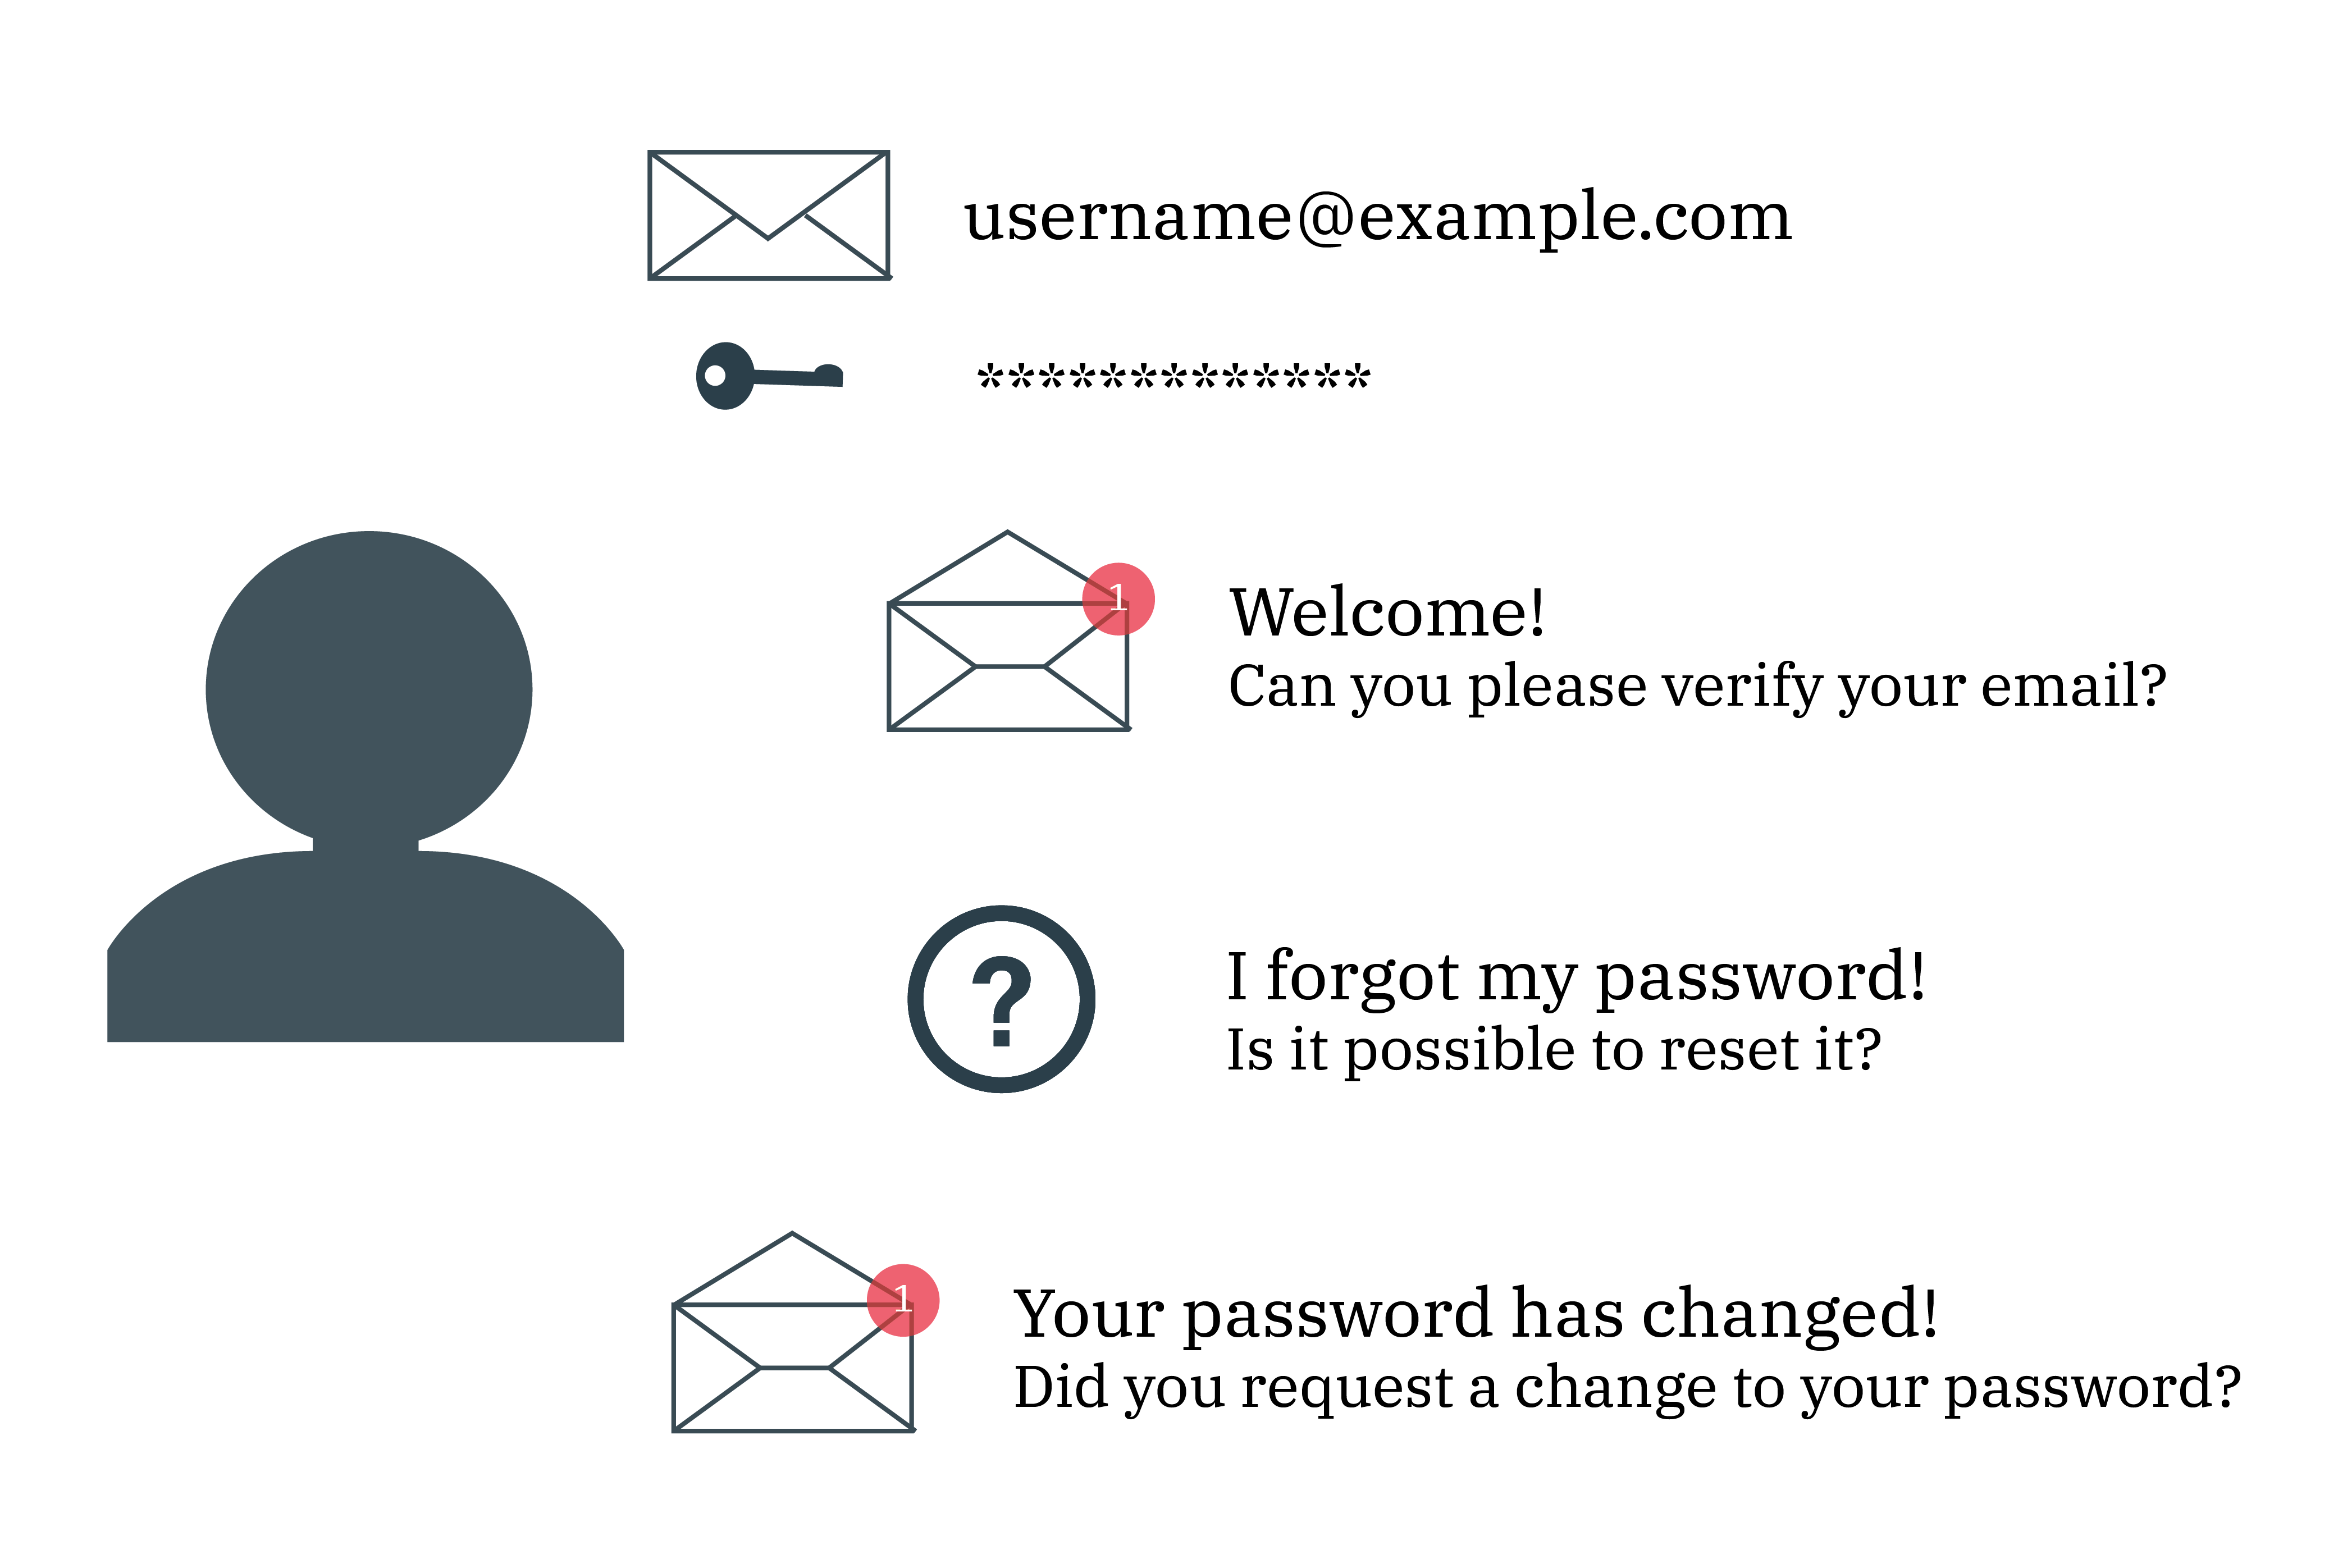 username@example.com
*************
1
Welcome!
Can you please verify your email?
?
I forgot my password!
Is it possible to reset it?
1
Your password has changed!
Did you request a change to your password?